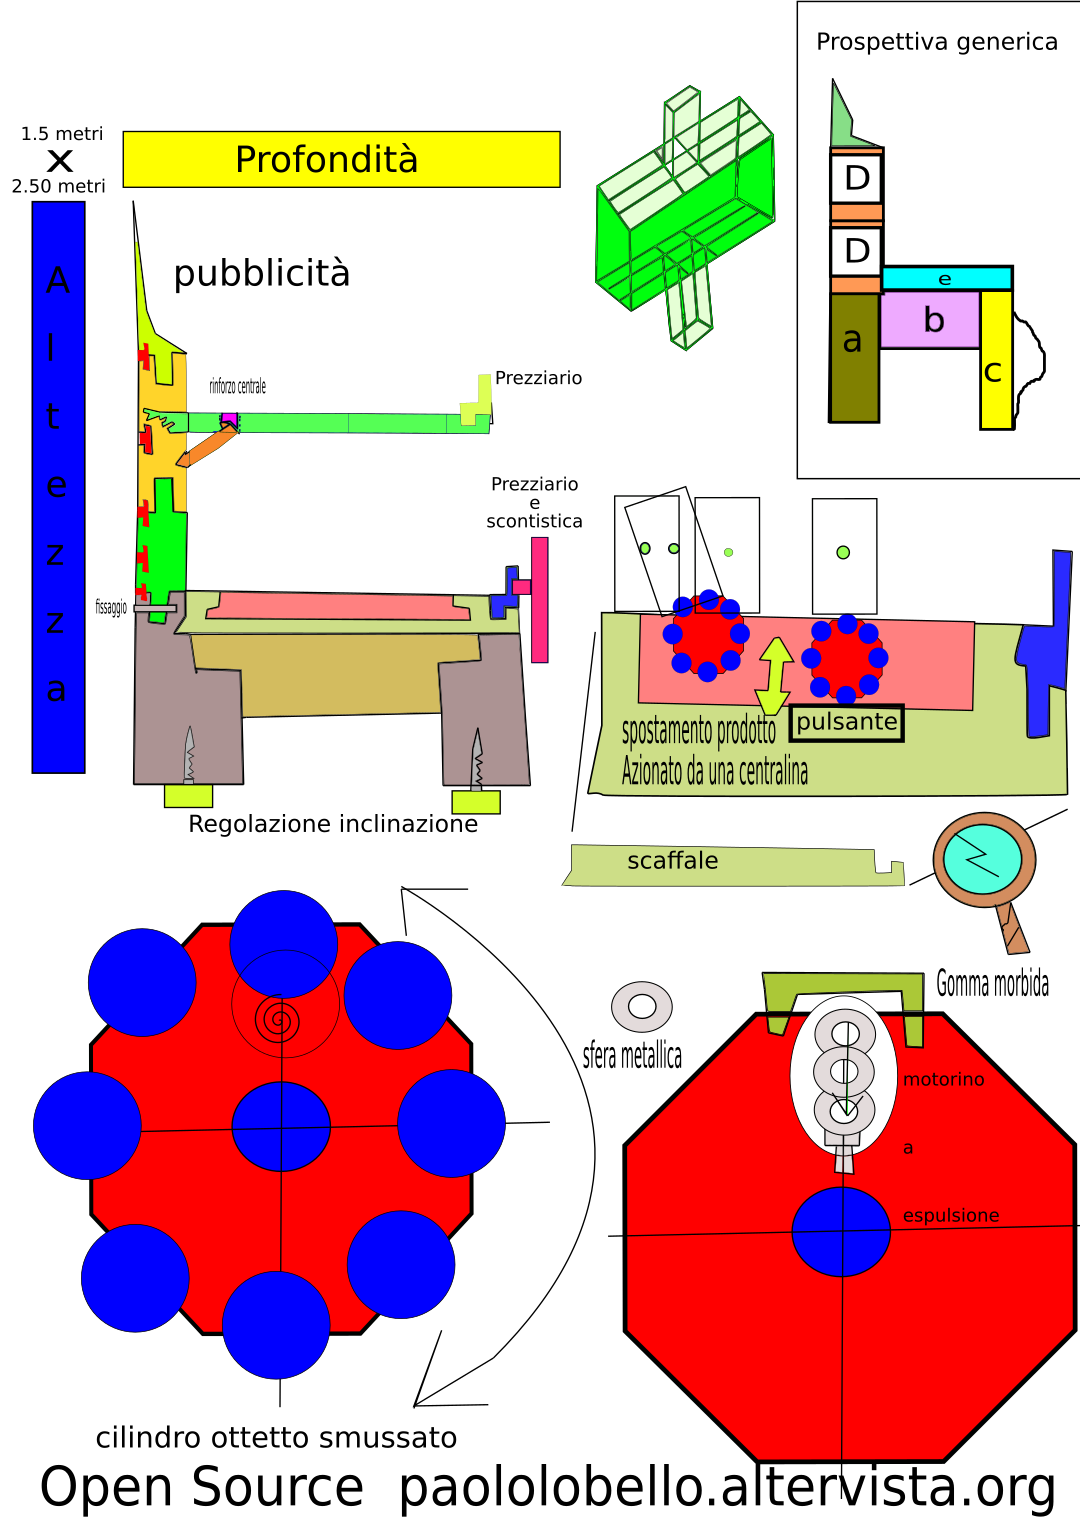 Prospettiva generica
1.5 metri
x
2.50 metri
Profondità
Altezza
pubblicità
D
D
e
a
b
c
rinforzo centrale
Prezziario
Prezziario
e
scontistica
fissaggio
spostamento prodotto
pulsante
Azionato da una centralina
Regolazione inclinazione
scaffale
Gomma morbida
sfera metallica
motorino
a
espulsione
cilindro ottetto smussato
Open Source paololobello.altervista.org